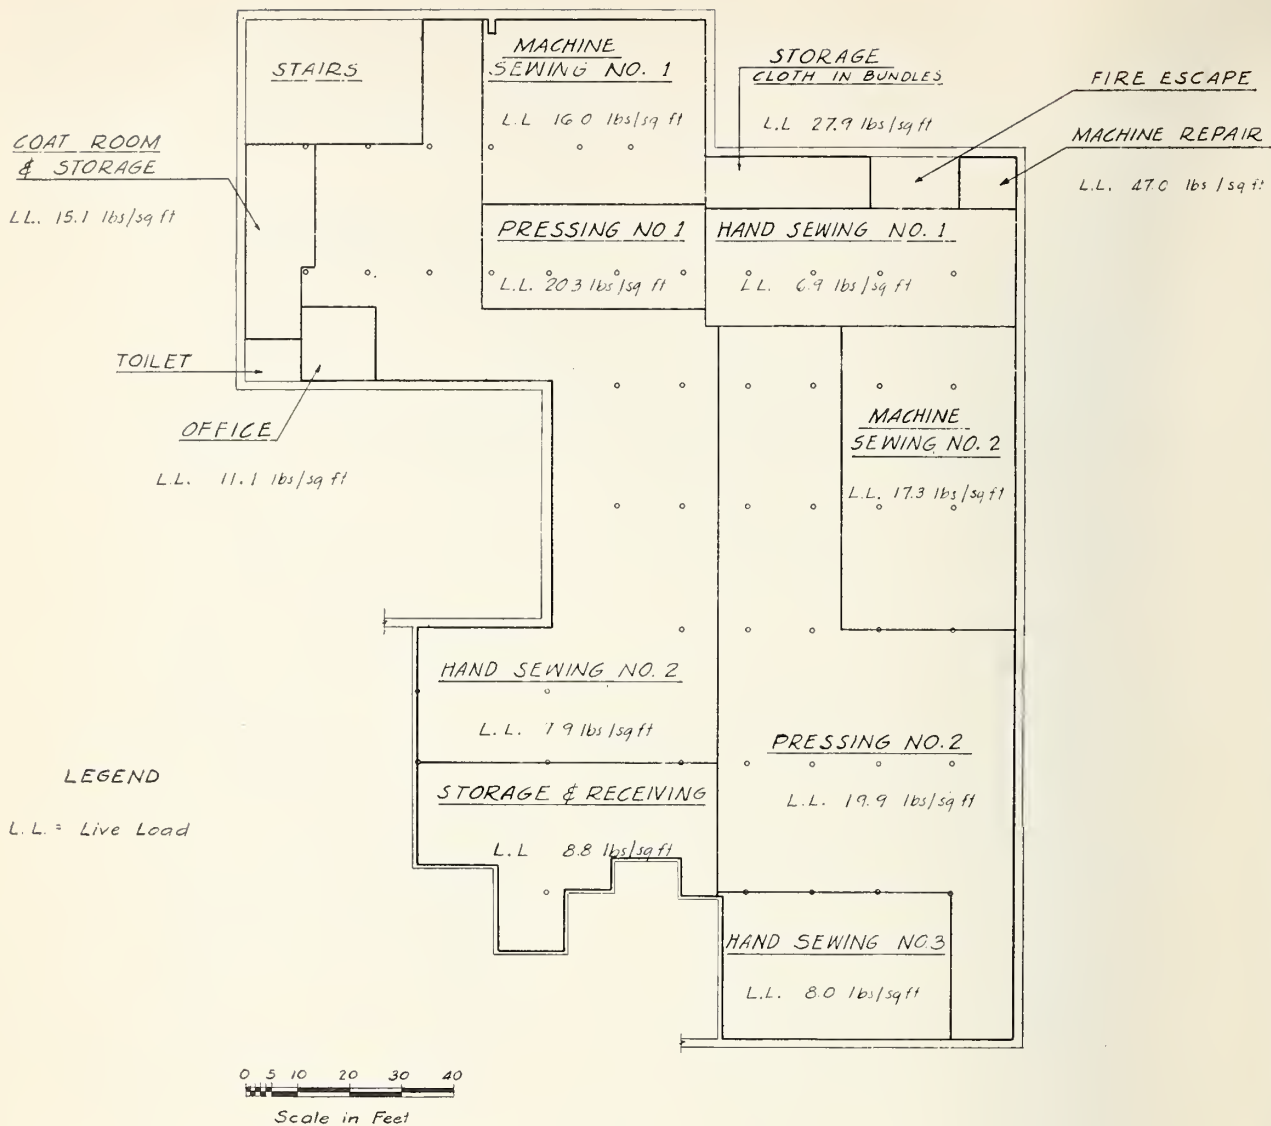 STAIRS
MACHINE
SEWING NO. 1
L.L 16.0 lbs/sq ft
STORAGE
CLOTH IN BUNDLES
L.L 27.9 lbs/sq ft
FIRE ESCAPE
MACHINE REPAIR
L.L. 47.0 lbs/sq ft
COAT ROOM
& STORAGE
L.L. 15.1 lbs/sq ft
PRESSING NO 1
L.L. 20.3 lbs/sq ft
HAND SEWING NO. 1
L.L. 6.9 lbs/sq ft
TOILET
OFFICE
L.L. 11.1 lbs/sq ft
MACHINE
SEWING NO. 2
L.L. 17.3 lbs/sq ft
HAND SEWING NO. 2
L.L. 7.9 lbs/sq ft
PRESSING NO. 2
L.L. 19.9 lbs/sq ft
STORAGE & RECEIVING
L.L 8.8 lbs/sq ft
HAND SEWING NO.3
L.L. 8.0 lbs/sq ft
LEGEND
L.L. = Live Load
0 5 10 20 30 40
Scale in Feet